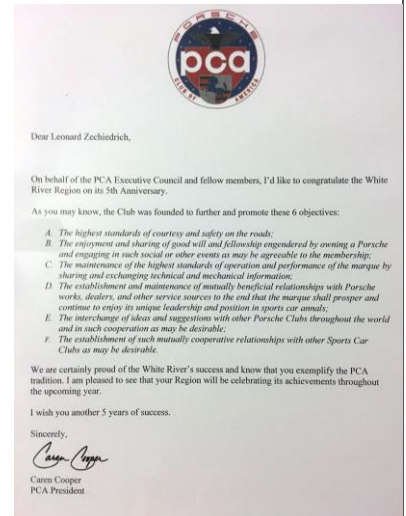 PORSCHE
pca
CLUB OF AMERICA
Dear Leonard Zechiedrich,
On behalf of the PCA Executive Council and fellow members, I'd like to congratulate the White
River Region on its 5th Anniversary.
As you may know, the Club was founded to further and promote these 6 objectives:
A. The highest standards of courtesy and safety on the roads;
B. The enjoyment and sharing of good will and fellowship engendered by owning a Porsche
and engaging in such social or other events as may be agreeable to the membership;
C. The maintenance of the highest standards of operation and performance of the marque by
sharing and exchanging technical and mechanical information;
D. The establishment and maintenance of mutually beneficial relationships with Porsche
works, dealers, and other service sources to the end that the marque shall prosper and
continue to enjoy its unique leadership and position in sports car annals;
E. The interchange of ideas and suggestions with other Porsche Clubs throughout the world
and in such cooperation as may be desirable;
F. The establishment of such mutually cooperative relationships with other Sports Car
Clubs as may be desirable.
We are certainly proud of the White River's success and know that you exemplify the PCA
tradition. I am pleased to see that your Region will be celebrating its achievements throughout
the upcoming year.
I wish you another 5 years of success.
Sincerely,
Caren Cooper
Caren Cooper
PCA President